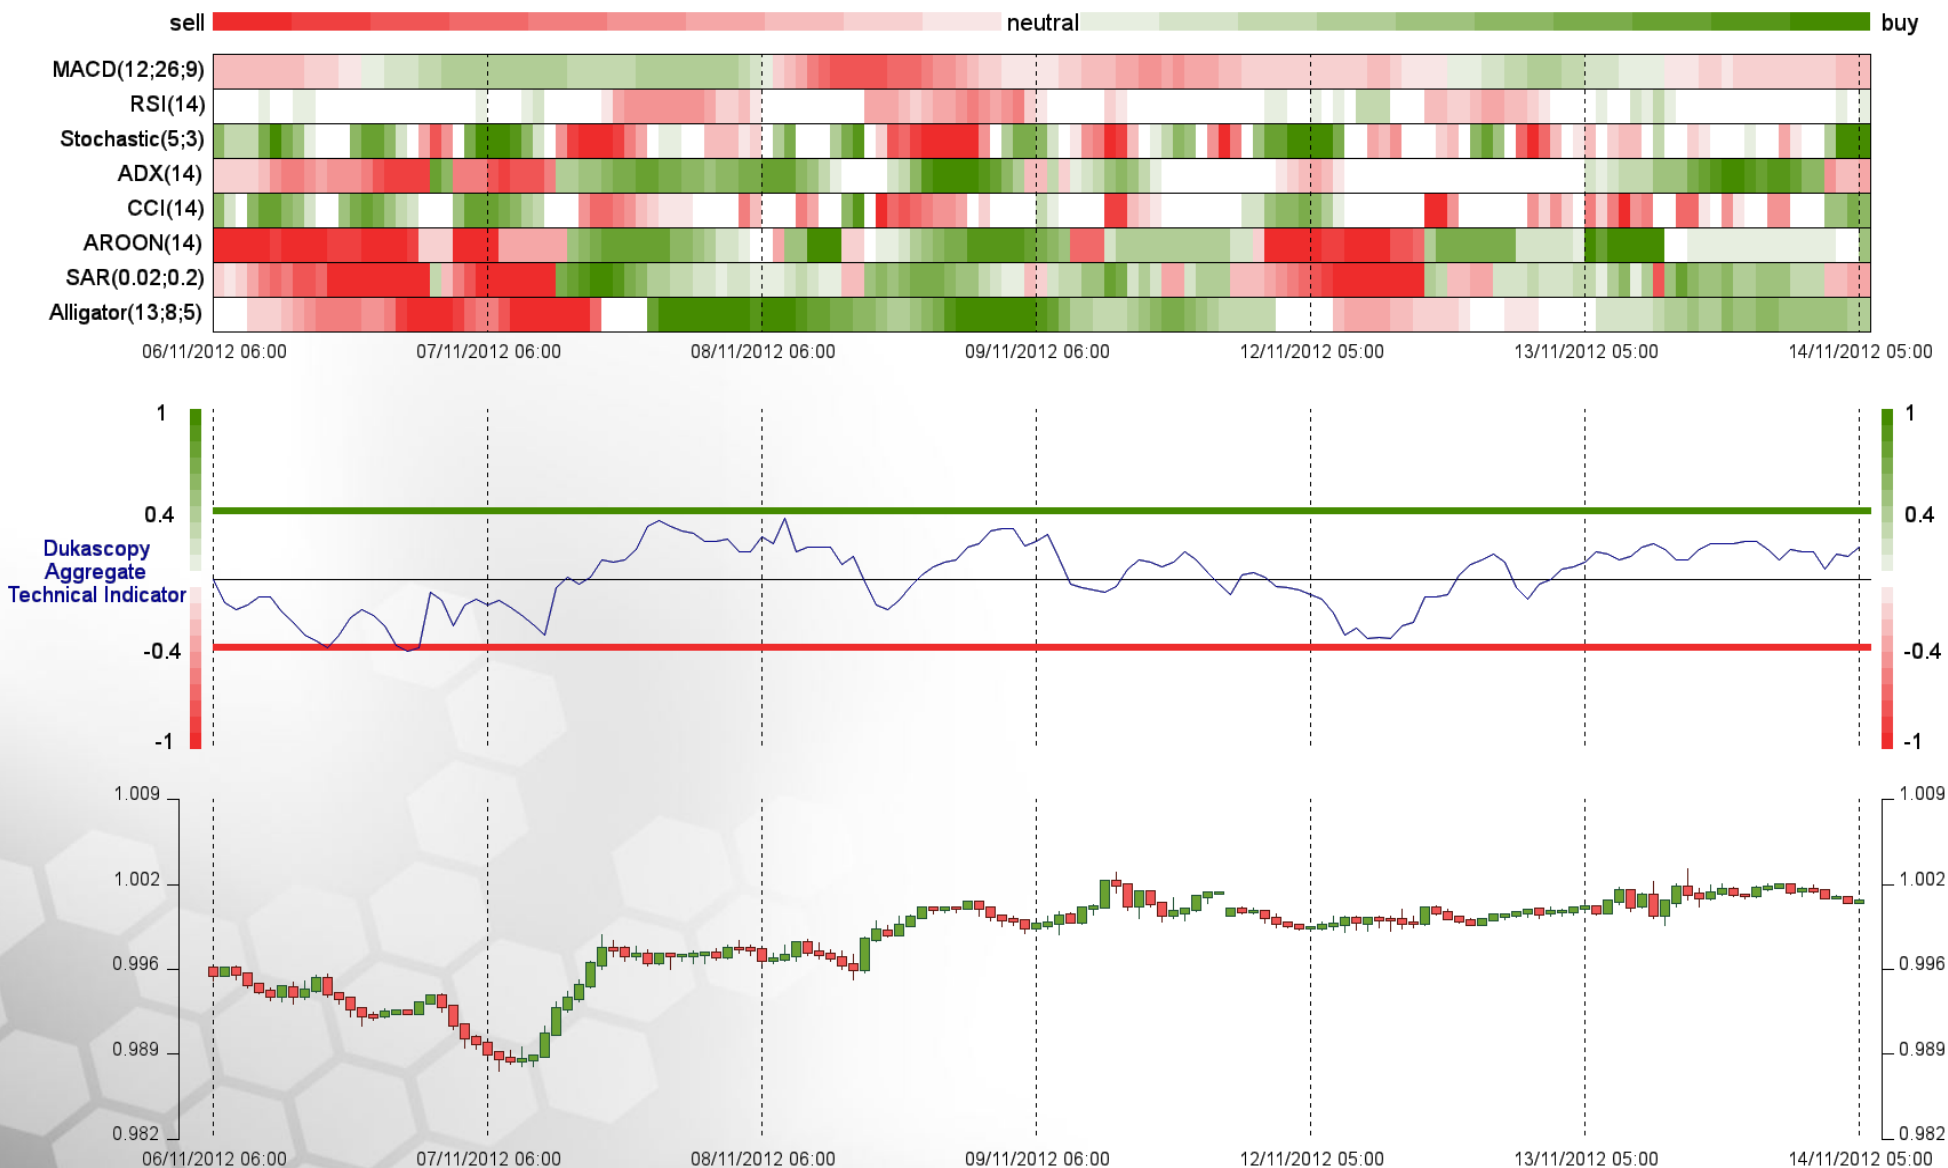 sell neutral buy
MACD(12;26;9)
RSI(14)
Stochastic(5;3)
ADX(14)
CCI(14)
AROON(14)
SAR(0.02;0.2)
Alligator(13;8;5)
06/11/2012 06:00 07/11/2012 06:00 08/11/2012 06:00 09/11/2012 06:00 12/11/2012 05:00 13/11/2012 05:00 14/11/2012 05:00
1 1
0.4 0.4
Dukascopy
Aggregate
Technical Indicator
-0.4 -0.4
-1 -1
1.009 1.009
1.002 1.002
0.996 0.996
0.989 0.989
0.982 0.982
06/11/2012 06:00 07/11/2012 06:00 08/11/2012 06:00 09/11/2012 06:00 12/11/2012 05:00 13/11/2012 05:00 14/11/2012 05:00